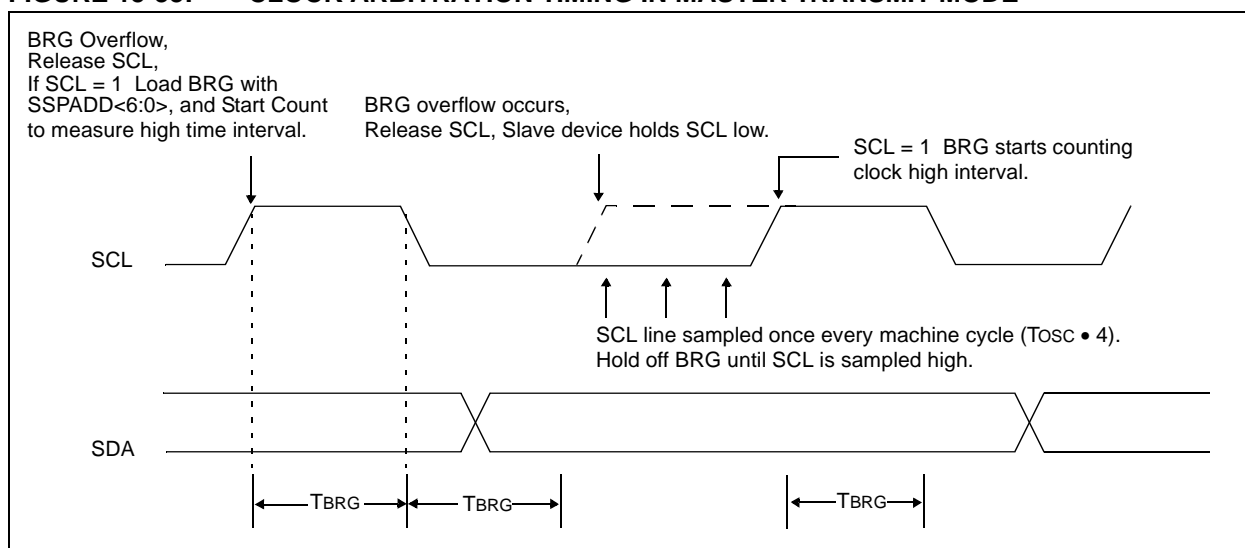 BRG Overflow,
Release SCL,
If SCL = 1 Load BRG with
SSPADD<6:0>, and Start Count
to measure high time interval.
BRG overflow occurs,
Release SCL, Slave device holds SCL low.
SCL = 1 BRG starts counting
clock high interval.
SCL
SCL line sampled once every machine cycle (TOSC • 4).
Hold off BRG until SCL is sampled high.
SDA
TBRG
TBRG
TBRG